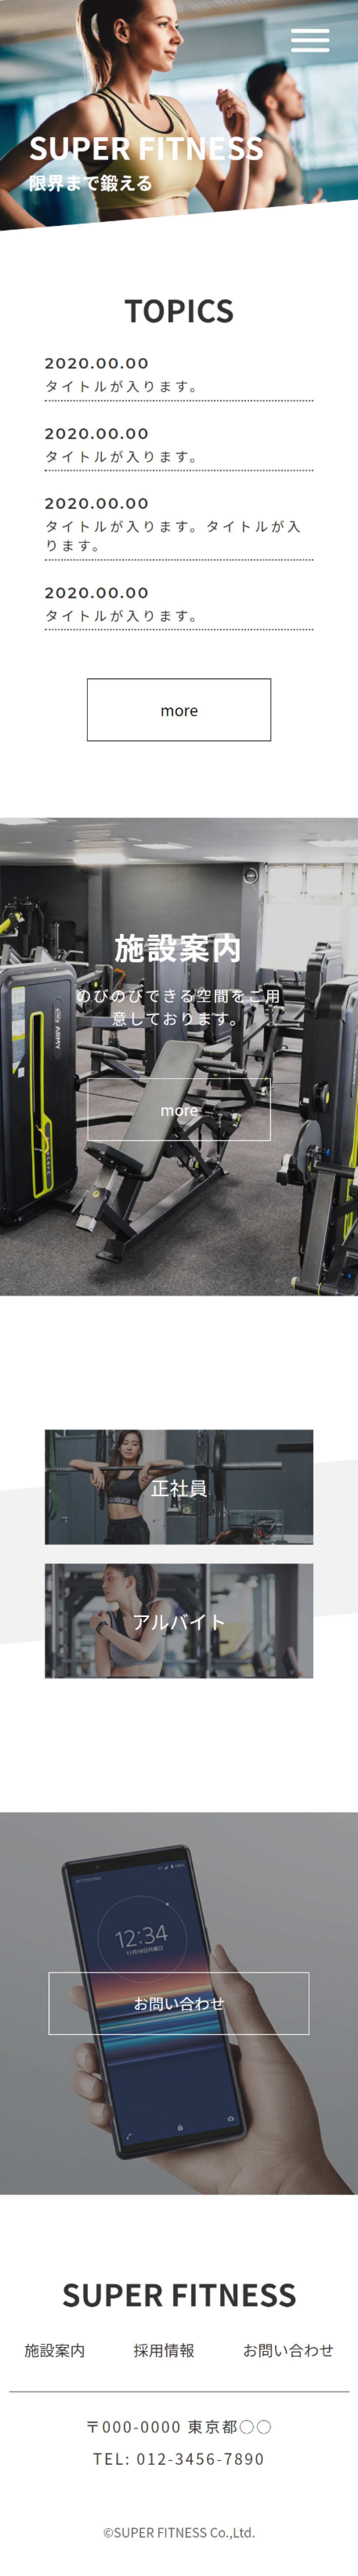 SUPER FITNESS
限界まで鍛える
TOPICS
2020.00.00
タイトルが入ります。
2020.00.00
タイトルが入ります。
2020.00.00
タイトルが入ります。タイトルが入
ります。
2020.00.00
タイトルが入ります。
more
施設案内
のびのびできる空間をご用
意しております。
more
正社員
アルバイト
12:34
お問い合わせ
SUPER FITNESS
施設案内 採用情報 お問い合わせ
〒000-0000 東京都〇〇
TEL: 012-3456-7890
©SUPER FITNESS Co.,Ltd.